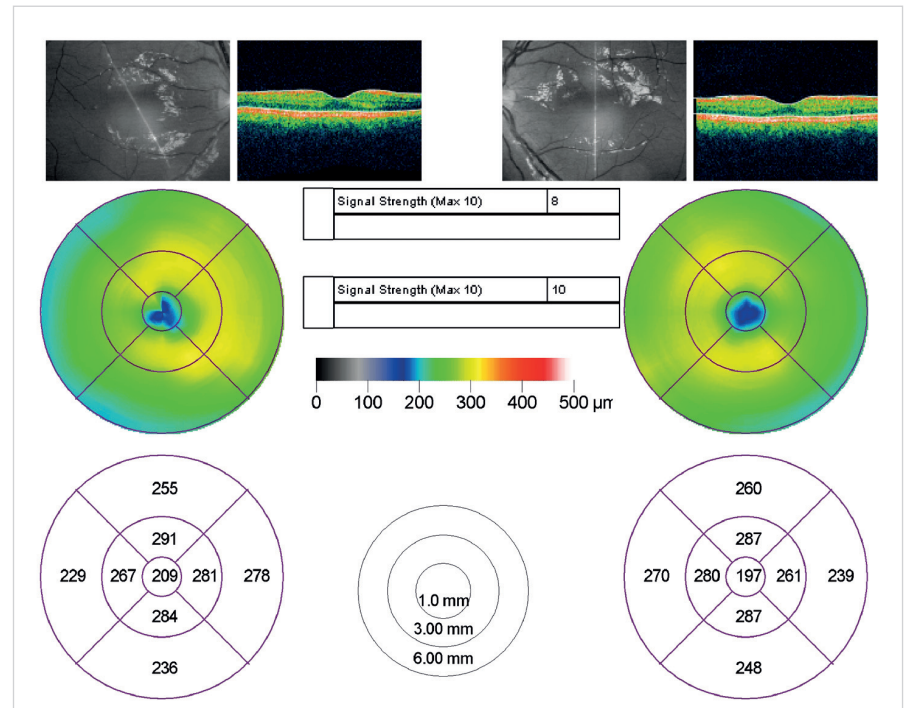 Signal Strength (Max 10) 8
Signal Strength (Max 10) 10
0 100 200 300 400 500 µm
255
291
229 267 209 281 278
284
236
1.0 mm
3.00 mm
6.00 mm
260
287
270 280 197 261 239
287
248